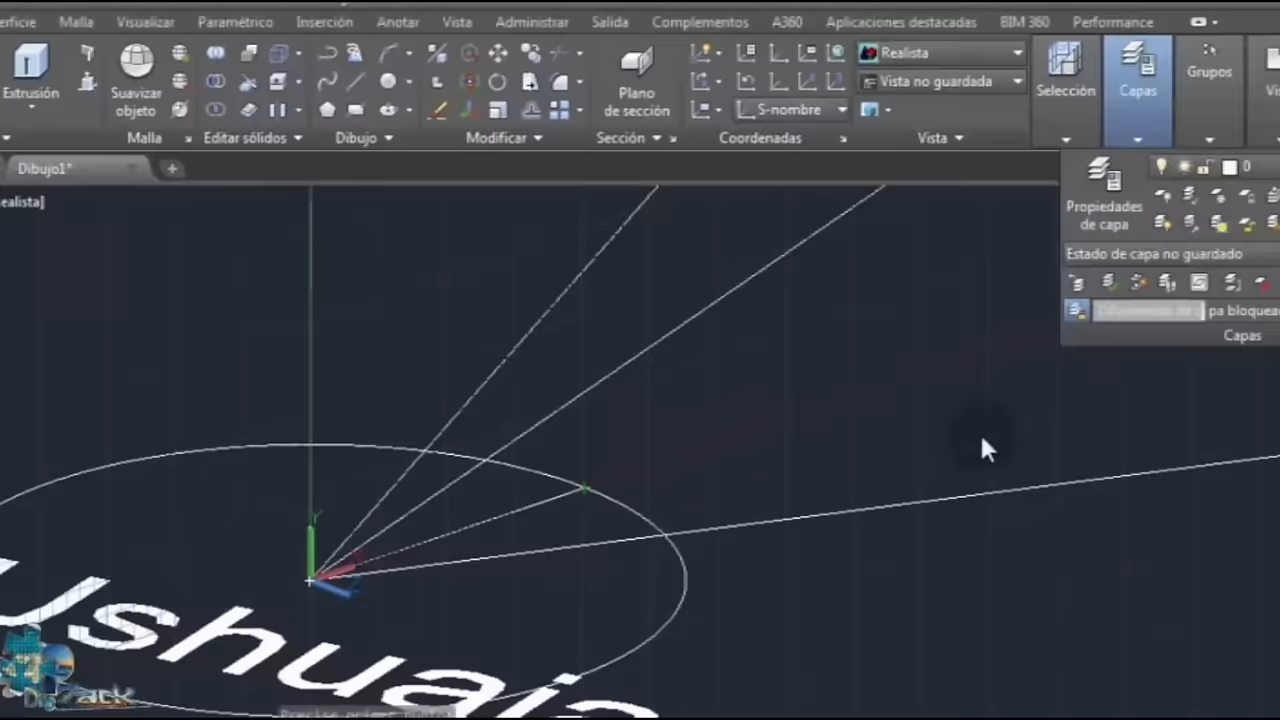 erficie Malla Visualizar Paramétrico Inserción Anotar Vista Administrar Salida Complementos A360 Aplicaciones destacadas BIM 360 Performance
Realista
Extrusión Suavizar objeto Plano de sección Vista no guardada Selección Capas Grupos
S-nombre
Malla Editar sólidos Dibujo Modificar Sección Coordenadas Vista
Dibujo1*
0
ealista]
Propiedades de capa
Estado de capa no guardado
pa bloquea
Capas
Y
Ushuaia